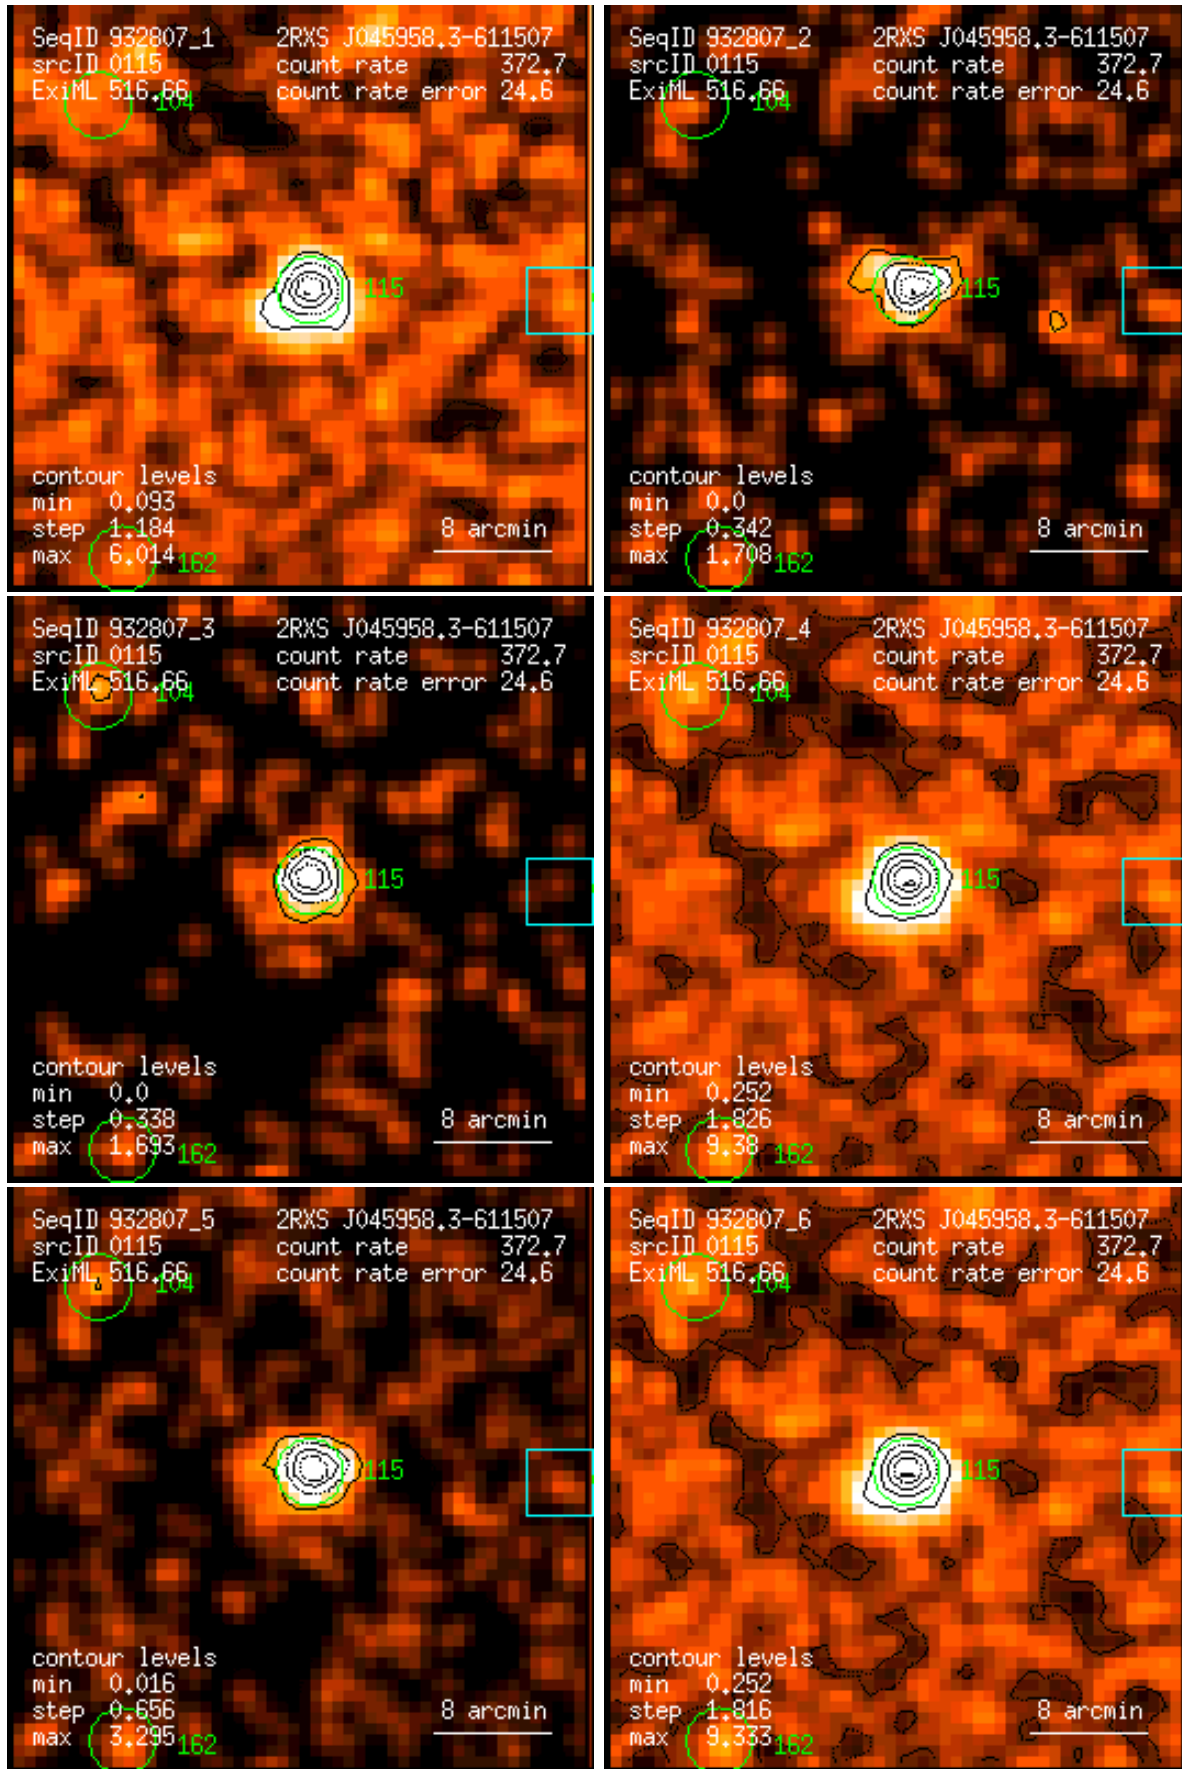 SeqID 932807_1 2RXS J045958.3-611507
srcID 0115 count rate 372.7
ExiML 516.66 104 count rate error 24.6
115
contour levels
min 0.093
step 1.184 8 arcmin
max 6.014 162
SeqID 932807_2 2RXS J045958.3-611507
srcID 0115 count rate 372.7
ExiML 516.66 104 count rate error 24.6
115
contour levels
min 0.0
step 0.342 8 arcmin
max 1.708 162
SeqID 932807_3 2RXS J045958.3-611507
srcID 0115 count rate 372.7
ExiML 516.66 104 count rate error 24.6
115
contour levels
min 0.0
step 0.338 8 arcmin
max 1.693 162
SeqID 932807_4 2RXS J045958.3-611507
srcID 0115 count rate 372.7
ExiML 516.66 104 count rate error 24.6
115
contour levels
min 0.252
step 1.826 8 arcmin
max 9.38 162
SeqID 932807_5 2RXS J045958.3-611507
srcID 0115 count rate 372.7
ExiML 516.66 104 count rate error 24.6
115
contour levels
min 0.016
step 0.656 8 arcmin
max 3.295 162
SeqID 932807_6 2RXS J045958.3-611507
srcID 0115 count rate 372.7
ExiML 516.66 104 count rate error 24.6
115
contour levels
min 0.252
step 1.816 8 arcmin
max 9.333 162